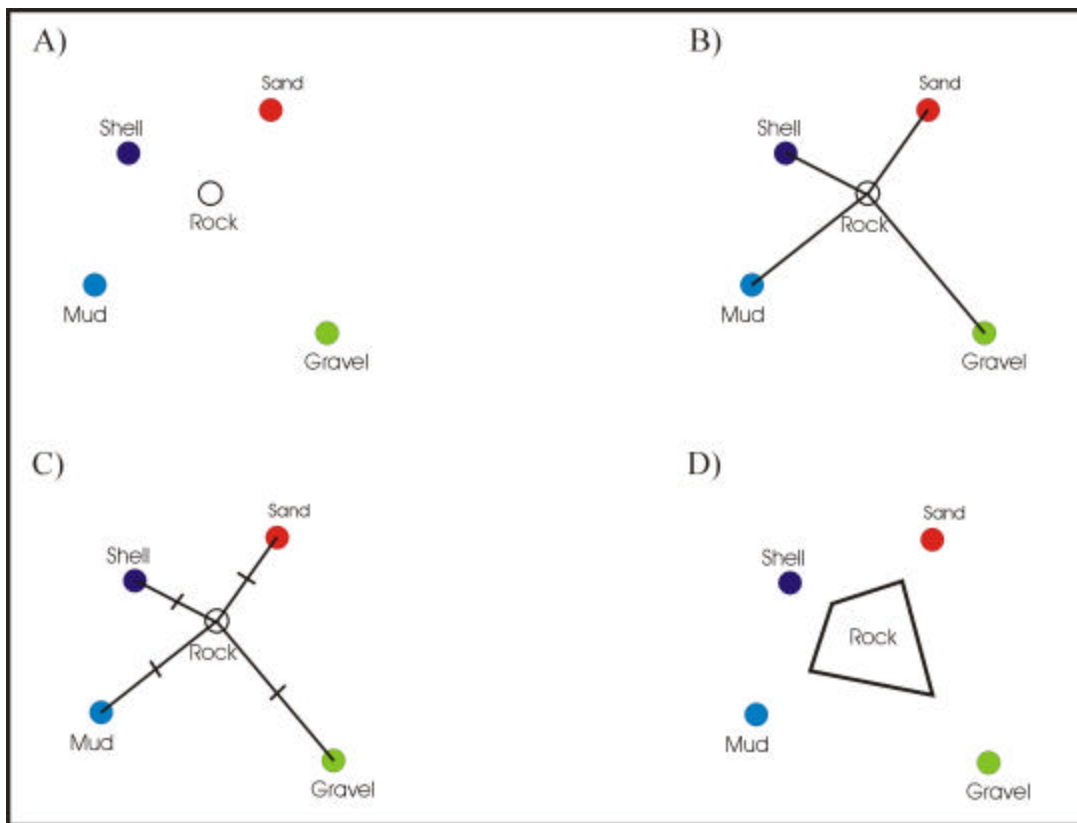 A)
Sand
Shell
Rock
Mud
Gravel
B)
Sand
Shell
Rock
Mud
Gravel
C)
Sand
Shell
Rock
Mud
Gravel
D)
Sand
Shell
Rock
Mud
Gravel